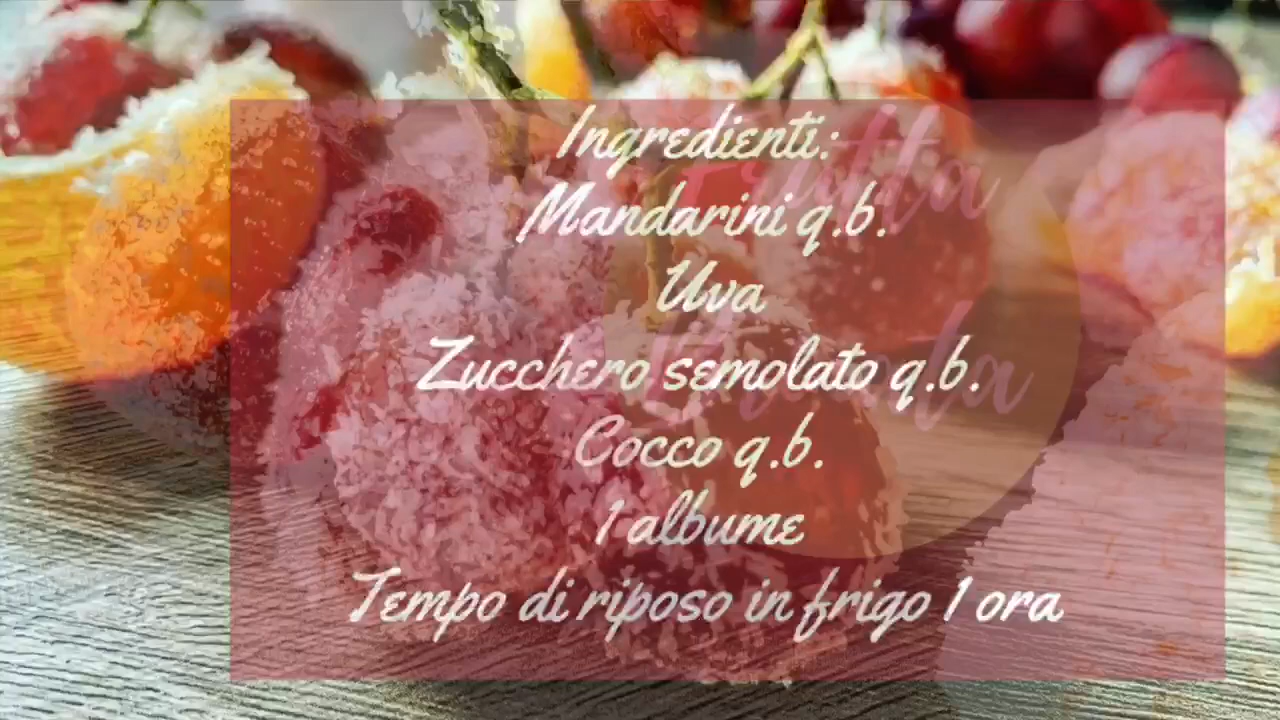 Ingredienti:
Mandarini q.b.
Uva
Zucchero semolato q.b.
Cocco q.b.
1 albume
Tempo di riposo in frigo 1 ora